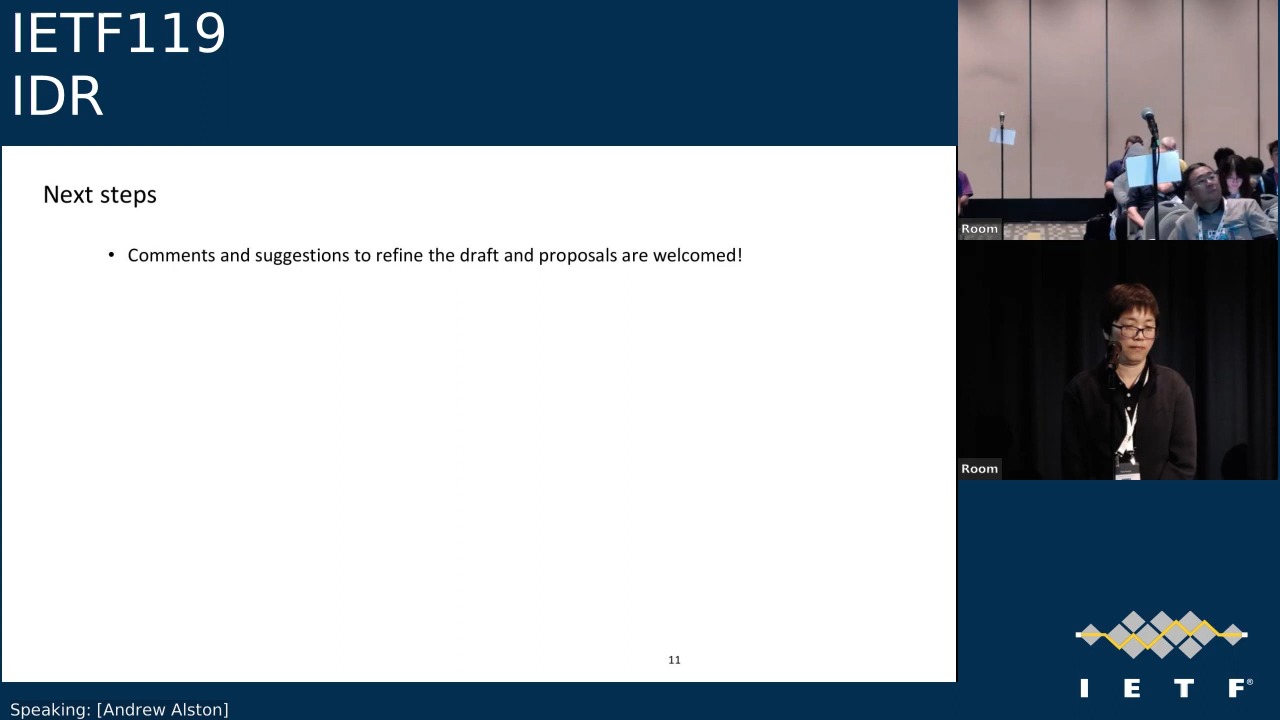 IETF119
IDR
Next steps
• Comments and suggestions to refine the draft and proposals are welcomed!
11
Room
Room
I E T F®
Speaking: [Andrew Alston]